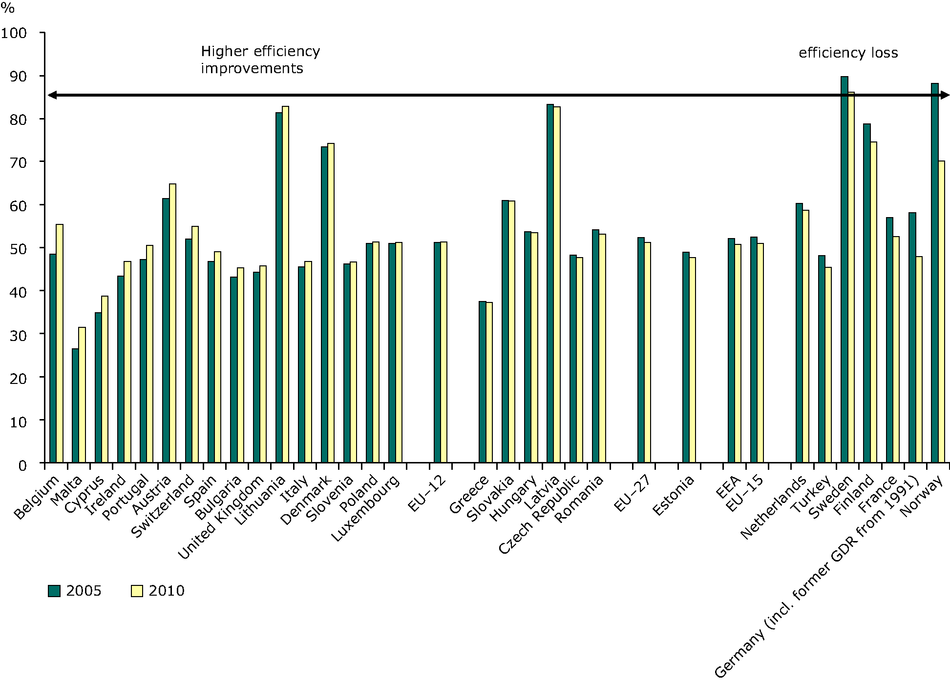 %
100
90
80
70
60
50
40
30
20
10
0
Higher efficiency
improvements
efficiency loss
Belgium
Malta
Cyprus
Ireland
Portugal
Austria
Switzerland
Spain
Bulgaria
United Kingdom
Lithuania
Italy
Denmark
Slovenia
Poland
Luxembourg
EU−12
Greece
Slovakia
Hungary
Latvia
Czech Republic
Romania
EU−27
Estonia
EEA
EU−15
Netherlands
Turkey
Sweden
Finland
France
Germany (incl. former GDR from 1991)
Norway
2005
2010